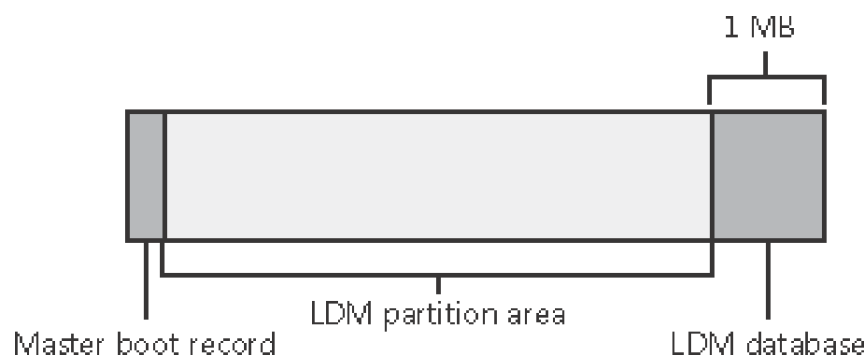 1 MB
LDM partition area
Master boot record
LDM database